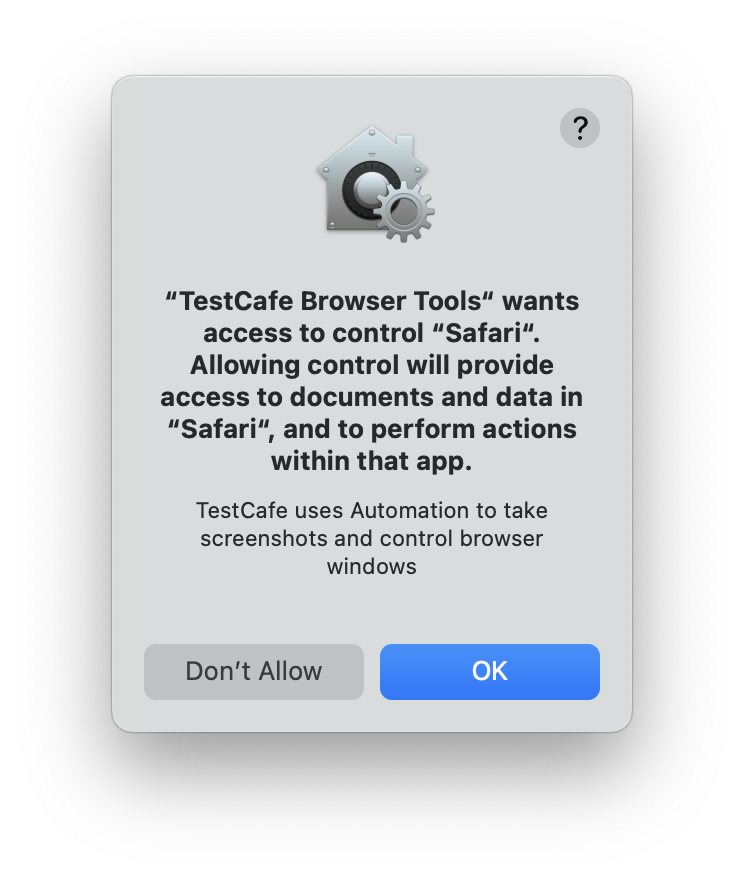 ?
“TestCafe Browser Tools“ wants
access to control “Safari“.
Allowing control will provide
access to documents and data in
“Safari“, and to perform actions
within that app.
TestCafe uses Automation to take
screenshots and control browser
windows
Don’t Allow
OK